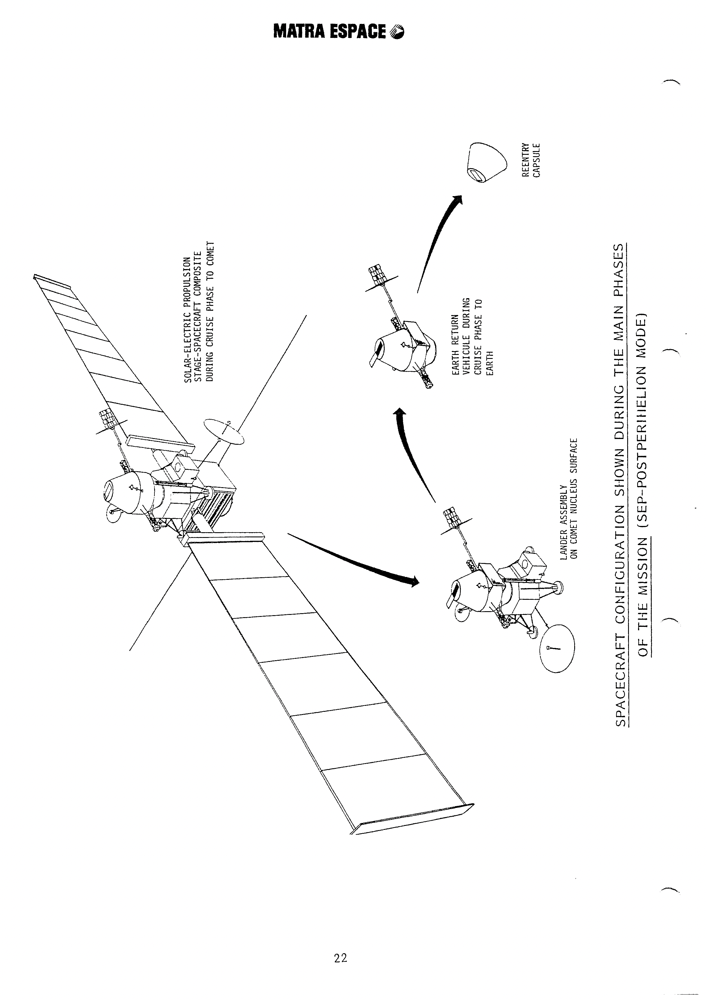 MATRA ESPACE
SOLAR-ELECTRIC PROPULSION
STAGE-SPACECRAFT COMPOSITE
DURING CRUISE PHASE TO COMET
REENTRY
CAPSULE
EARTH RETURN
VEHICULE DURING
CRUISE PHASE TO
EARTH
LANDER ASSEMBLY
ON COMET NUCLEUS SURFACE
SPACECRAFT CONFIGURATION SHOWN DURING THE MAIN PHASES
OF THE MISSION (SEP-POSTPERIHELION MODE)
22